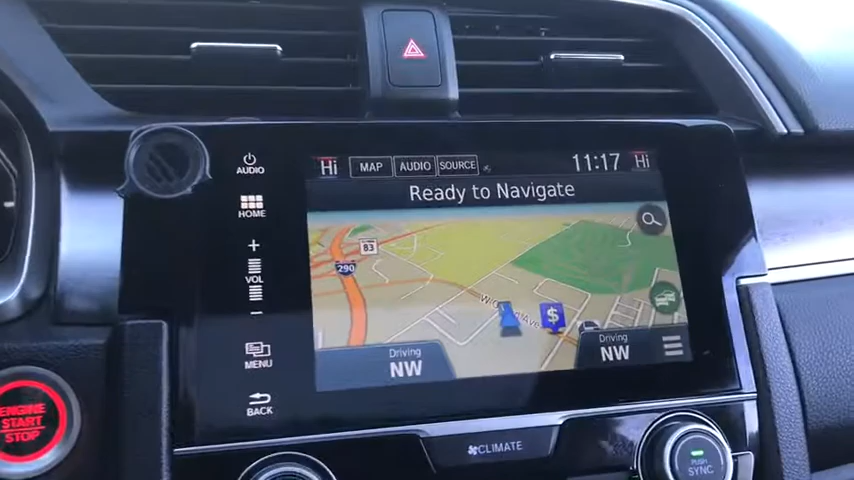 AUDIO
HOME
+
VOL
-
MENU
BACK
Hi
MAP
AUDIO
SOURCE
11:17
Hi
Ready to Navigate
83
290
$
Driving
NW
Driving
NW
ENGINE
START
STOP
CLIMATE
PUSH
SYNC